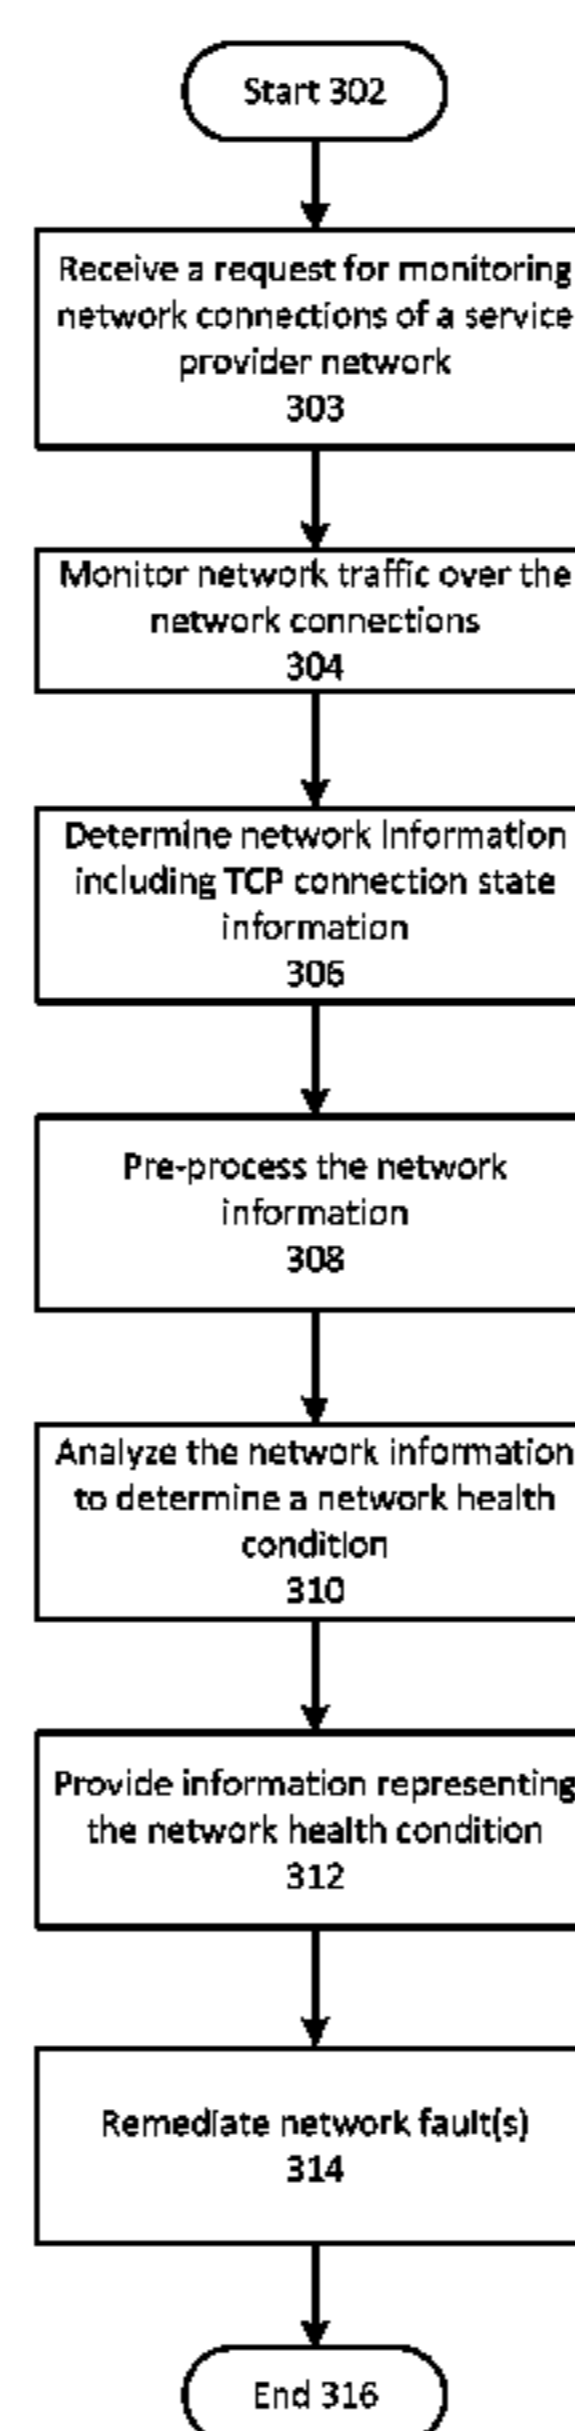 Start 302
Receive a request for monitoring
network connections of a service
provider network
303
Monitor network traffic over the
network connections
304
Determine network information
including TCP connection state
information
306
Pre-process the network
information
308
Analyze the network information
to determine a network health
condition
310
Provide information representing
the network health condition
312
Remediate network fault(s)
314
End 316